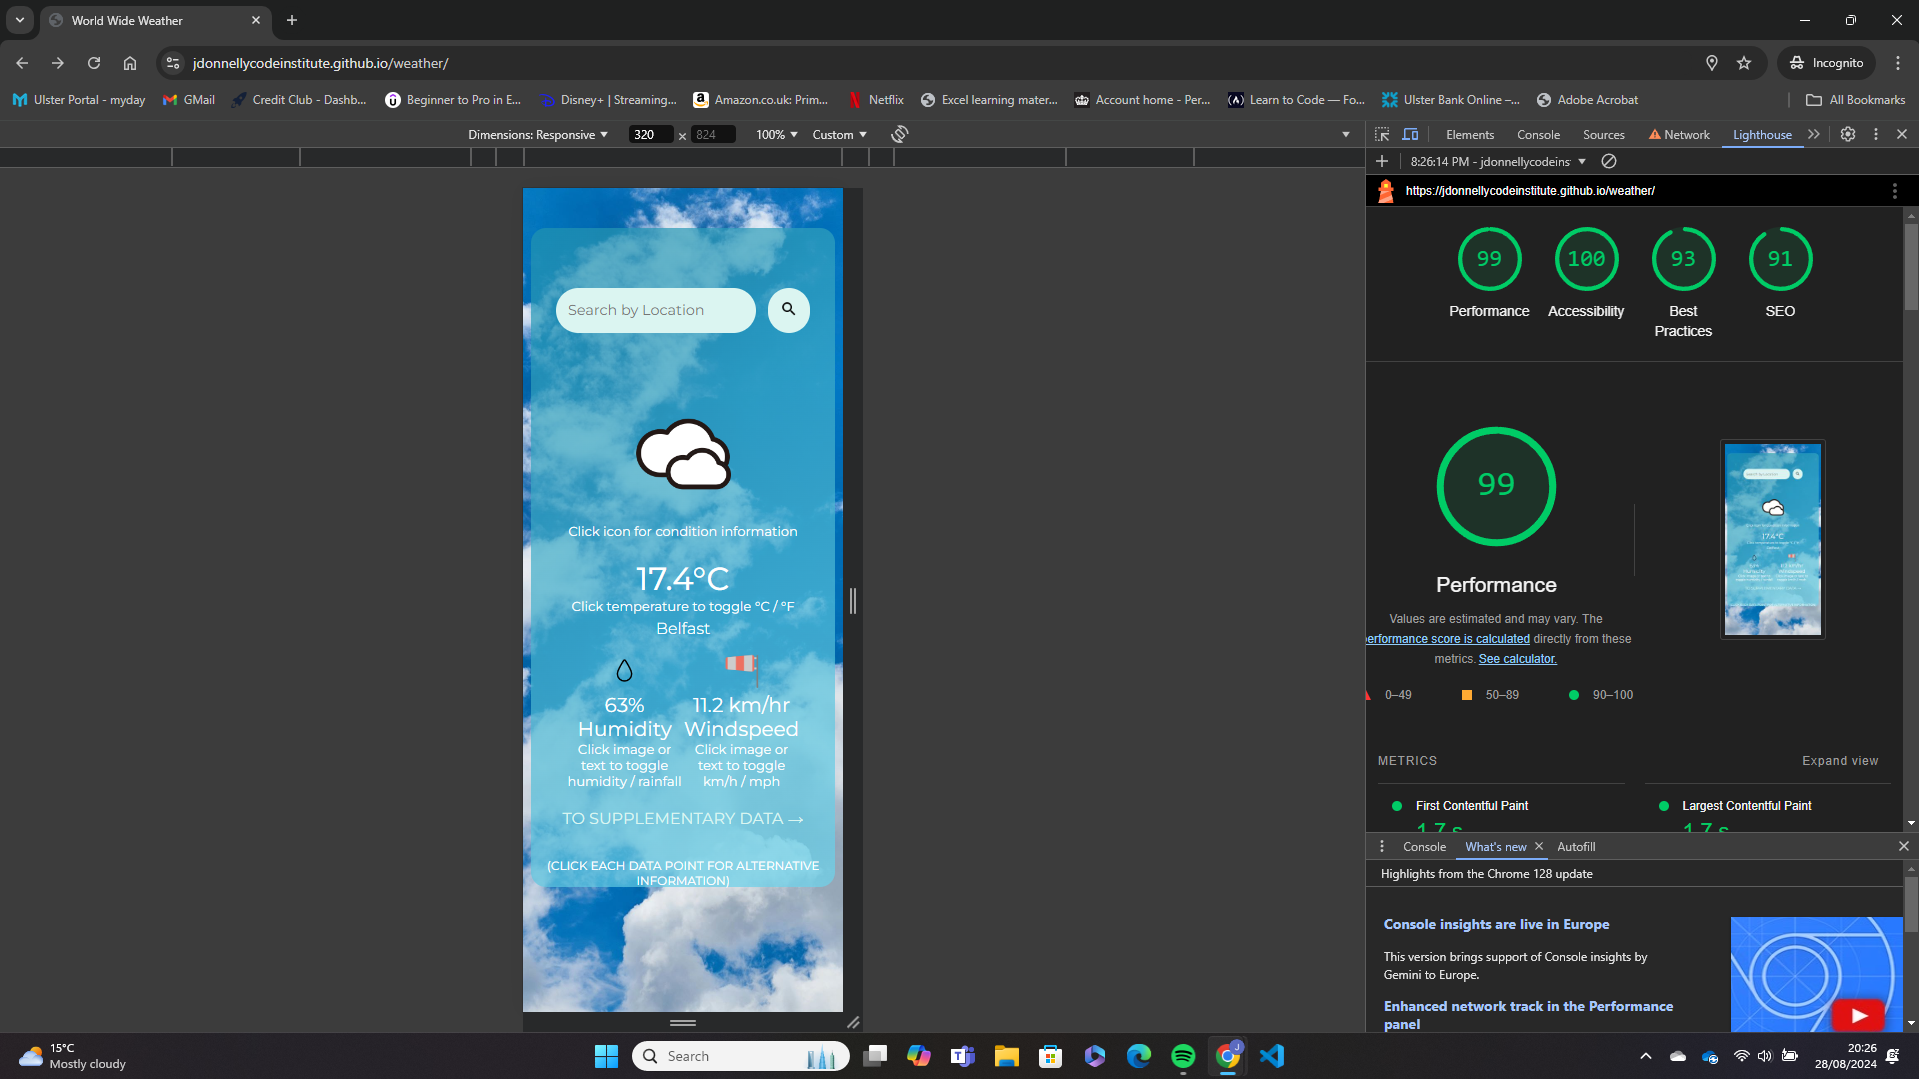 World Wide Weather
jdonnellycodeinstitute.github.io/weather/
Incognito
Ulster Portal - myday
GMail
Credit Club - Dashb...
Beginner to Pro in E...
Disney+ | Streaming...
Amazon.co.uk: Prim...
Netflix
Excel learning mater...
Account home - Per...
Learn to Code — Fo...
Ulster Bank Online –...
Adobe Acrobat
All Bookmarks
Dimensions: Responsive
320
×
824
100%
Custom
Elements
Console
Sources
Network
Lighthouse
8:26:14 PM - jdonnellycodeins
https://jdonnellycodeinstitute.github.io/weather/
99
100
93
91
Performance
Accessibility
Best
Practices
SEO
Search by Location
Click icon for condition information
17.4°C
Click temperature to toggle °C / °F
Belfast
63%
Humidity
Click image or
text to toggle
humidity / rainfall
11.2 km/hr
Windspeed
Click image or
text to toggle
km/h / mph
TO SUPPLEMENTARY DATA →
(CLICK EACH DATA POINT FOR ALTERNATIVE
INFORMATION)
99
Performance
Values are estimated and may vary. The
performance score is calculated directly from these
metrics. See calculator.
0–49
50–89
90–100
METRICS
Expand view
First Contentful Paint
1.7 s
Largest Contentful Paint
1.7 s
Console
What's new
Autofill
Highlights from the Chrome 128 update
Console insights are live in Europe
This version brings support of Console insights by
Gemini to Europe.
Enhanced network track in the Performance
panel
15°C
Mostly cloudy
Search
20:26
28/08/2024